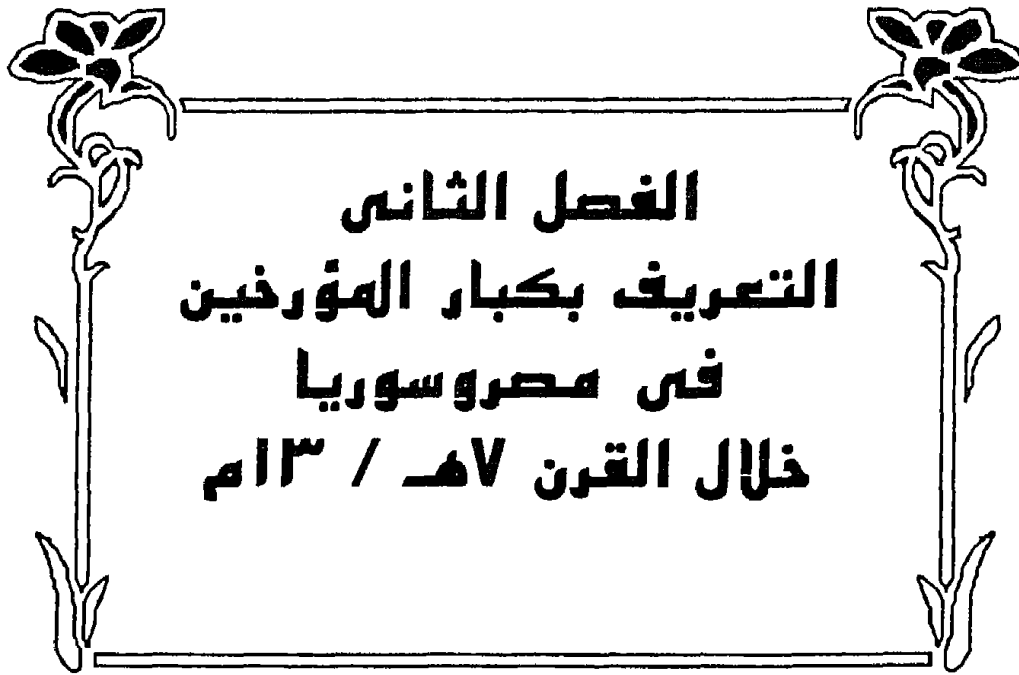 الفصل الثانى
التعريف بكبار المؤرخين
فى مصروسوريا
خلال القرن ٧هـ / ١٣م